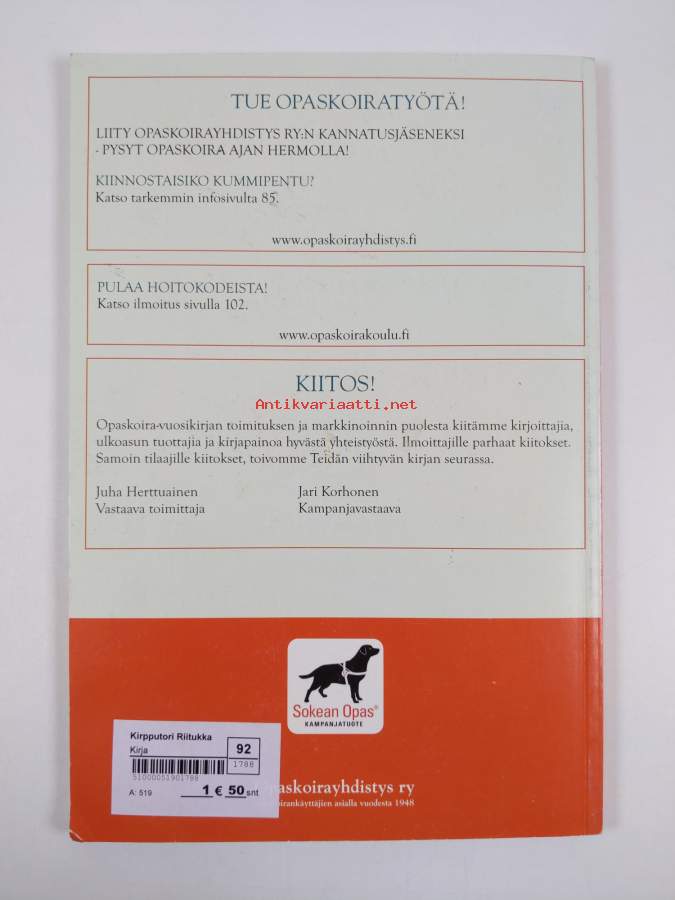 TUE OPASKOIRATYÖTÄ!
LIITY OPASKOIRAYHDISTYS RY:N KANNATUSJÄSENEKSI
- PYSYT OPASKOIRA AJAN HERMOLLA!
KIINNOSTAISIKO KUMMIPENTU?
Katso tarkemmin infosivulta 85.
www.opaskoirayhdistys.fi
PULAA HOITOKODEISTA!
Katso ilmoitus sivulla 102.
www.opaskoirakoulu.fi
KIITOS!
Antikvariaatti.net
Opaskoira-vuosikirjan toimituksen ja markkinoinnin puolesta kiitämme kirjoittajia,
ulkoasun tuottajia ja kirjapainoa hyvästä yhteistyöstä. Ilmoittajille parhaat kiitokset.
Samoin tilaajille kiitokset, toivomme Teidän viihtyvän kirjan seurassa.
Juha Herttuainen Jari Korhonen
Vastaava toimittaja Kampanjavastaava
Sokean Opas®
KAMPANJATUOTE
Kirpputori Riitukka 92
Kirja 1788
51000051901788
A: 519 1 € 50 snt
paskoirayhdistys ry
oirankäyttäjien asialla vuodesta 1948